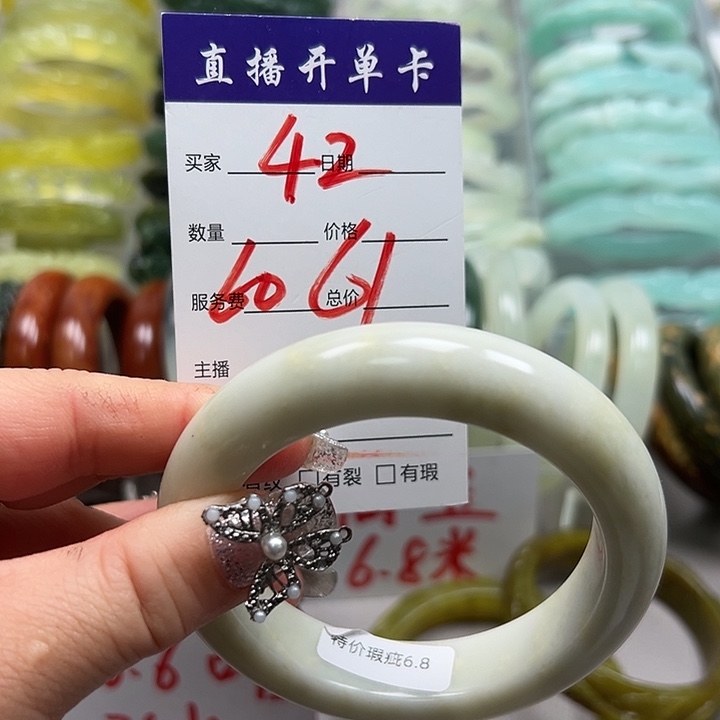 直播开单卡
42
买家 日期
数量 价格
60 61
服务费 总价
主播
有裂 □有瑕
6.8米
特价瑕疵6.8